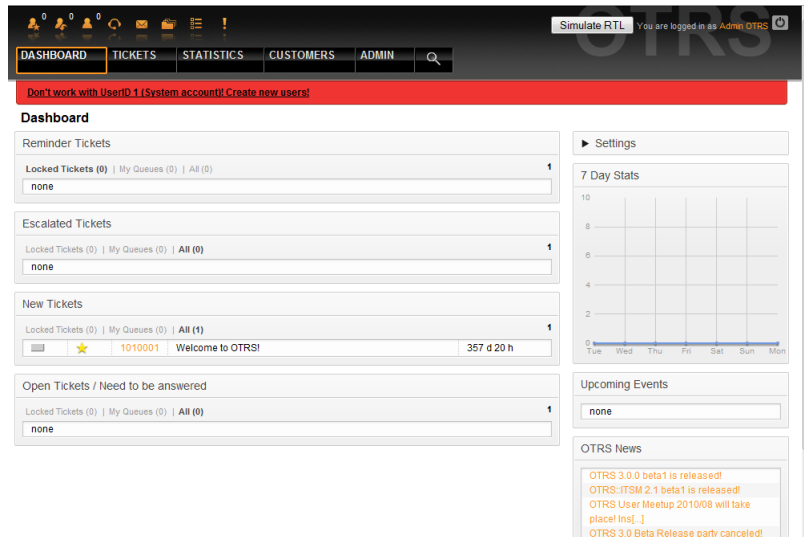 0 0 0
OTRS
Simulate RTL You are logged in as Admin OTRS
DASHBOARD TICKETS STATISTICS CUSTOMERS ADMIN
Don't work with UserID 1 (System account)! Create new users!
Dashboard
Reminder Tickets
Locked Tickets (0) | My Queues (0) | All (0) 1
none
Escalated Tickets
Locked Tickets (0) | My Queues (0) | All (0) 1
none
New Tickets
Locked Tickets (0) | My Queues (0) | All (1) 1
1010001 Welcome to OTRS! 357 d 20 h
Open Tickets / Need to be answered
Locked Tickets (0) | My Queues (0) | All (0) 1
none
Settings
7 Day Stats
10
8
6
4
2
0
Tue Wed Thu Fri Sat Sun Mon
Upcoming Events
none
OTRS News
OTRS 3.0.0 beta1 is released!
OTRS::ITSM 2.1 beta1 is released!
OTRS User Meetup 2010/08 will take
place! Ins[...]
OTRS 3.0 Beta Release party canceled!